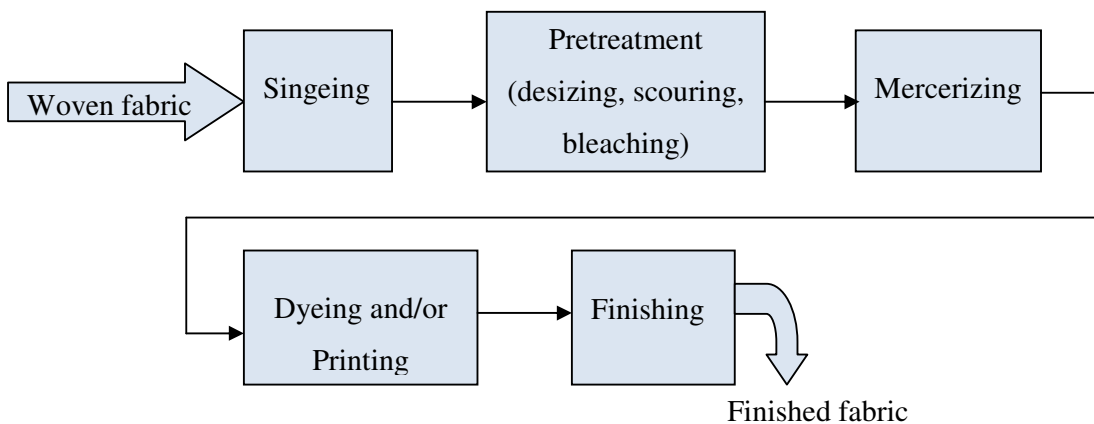 Woven fabric
Singeing
Pretreatment
(desizing, scouring,
bleaching)
Mercerizing
Dyeing and/or
Printing
Finishing
Finished fabric